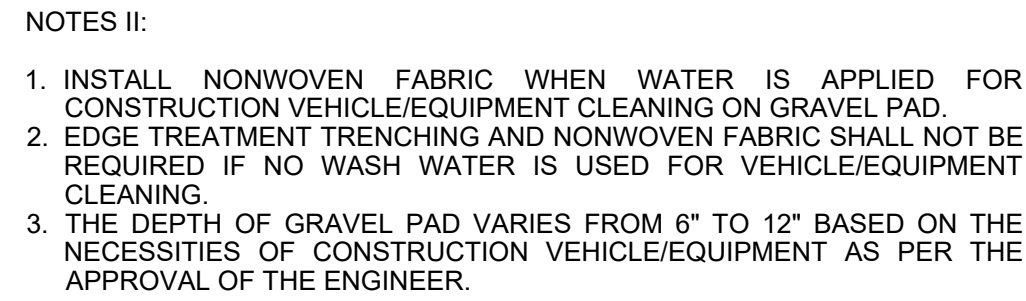 NOTES II:
1. INSTALL NONWOVEN FABRIC WHEN WATER IS APPLIED FOR
CONSTRUCTION VEHICLE/EQUIPMENT CLEANING ON GRAVEL PAD.
2. EDGE TREATMENT TRENCHING AND NONWOVEN FABRIC SHALL NOT BE
REQUIRED IF NO WASH WATER IS USED FOR VEHICLE/EQUIPMENT
CLEANING.
3. THE DEPTH OF GRAVEL PAD VARIES FROM 6" TO 12" BASED ON THE
NECESSITIES OF CONSTRUCTION VEHICLE/EQUIPMENT AS PER THE
APPROVAL OF THE ENGINEER.